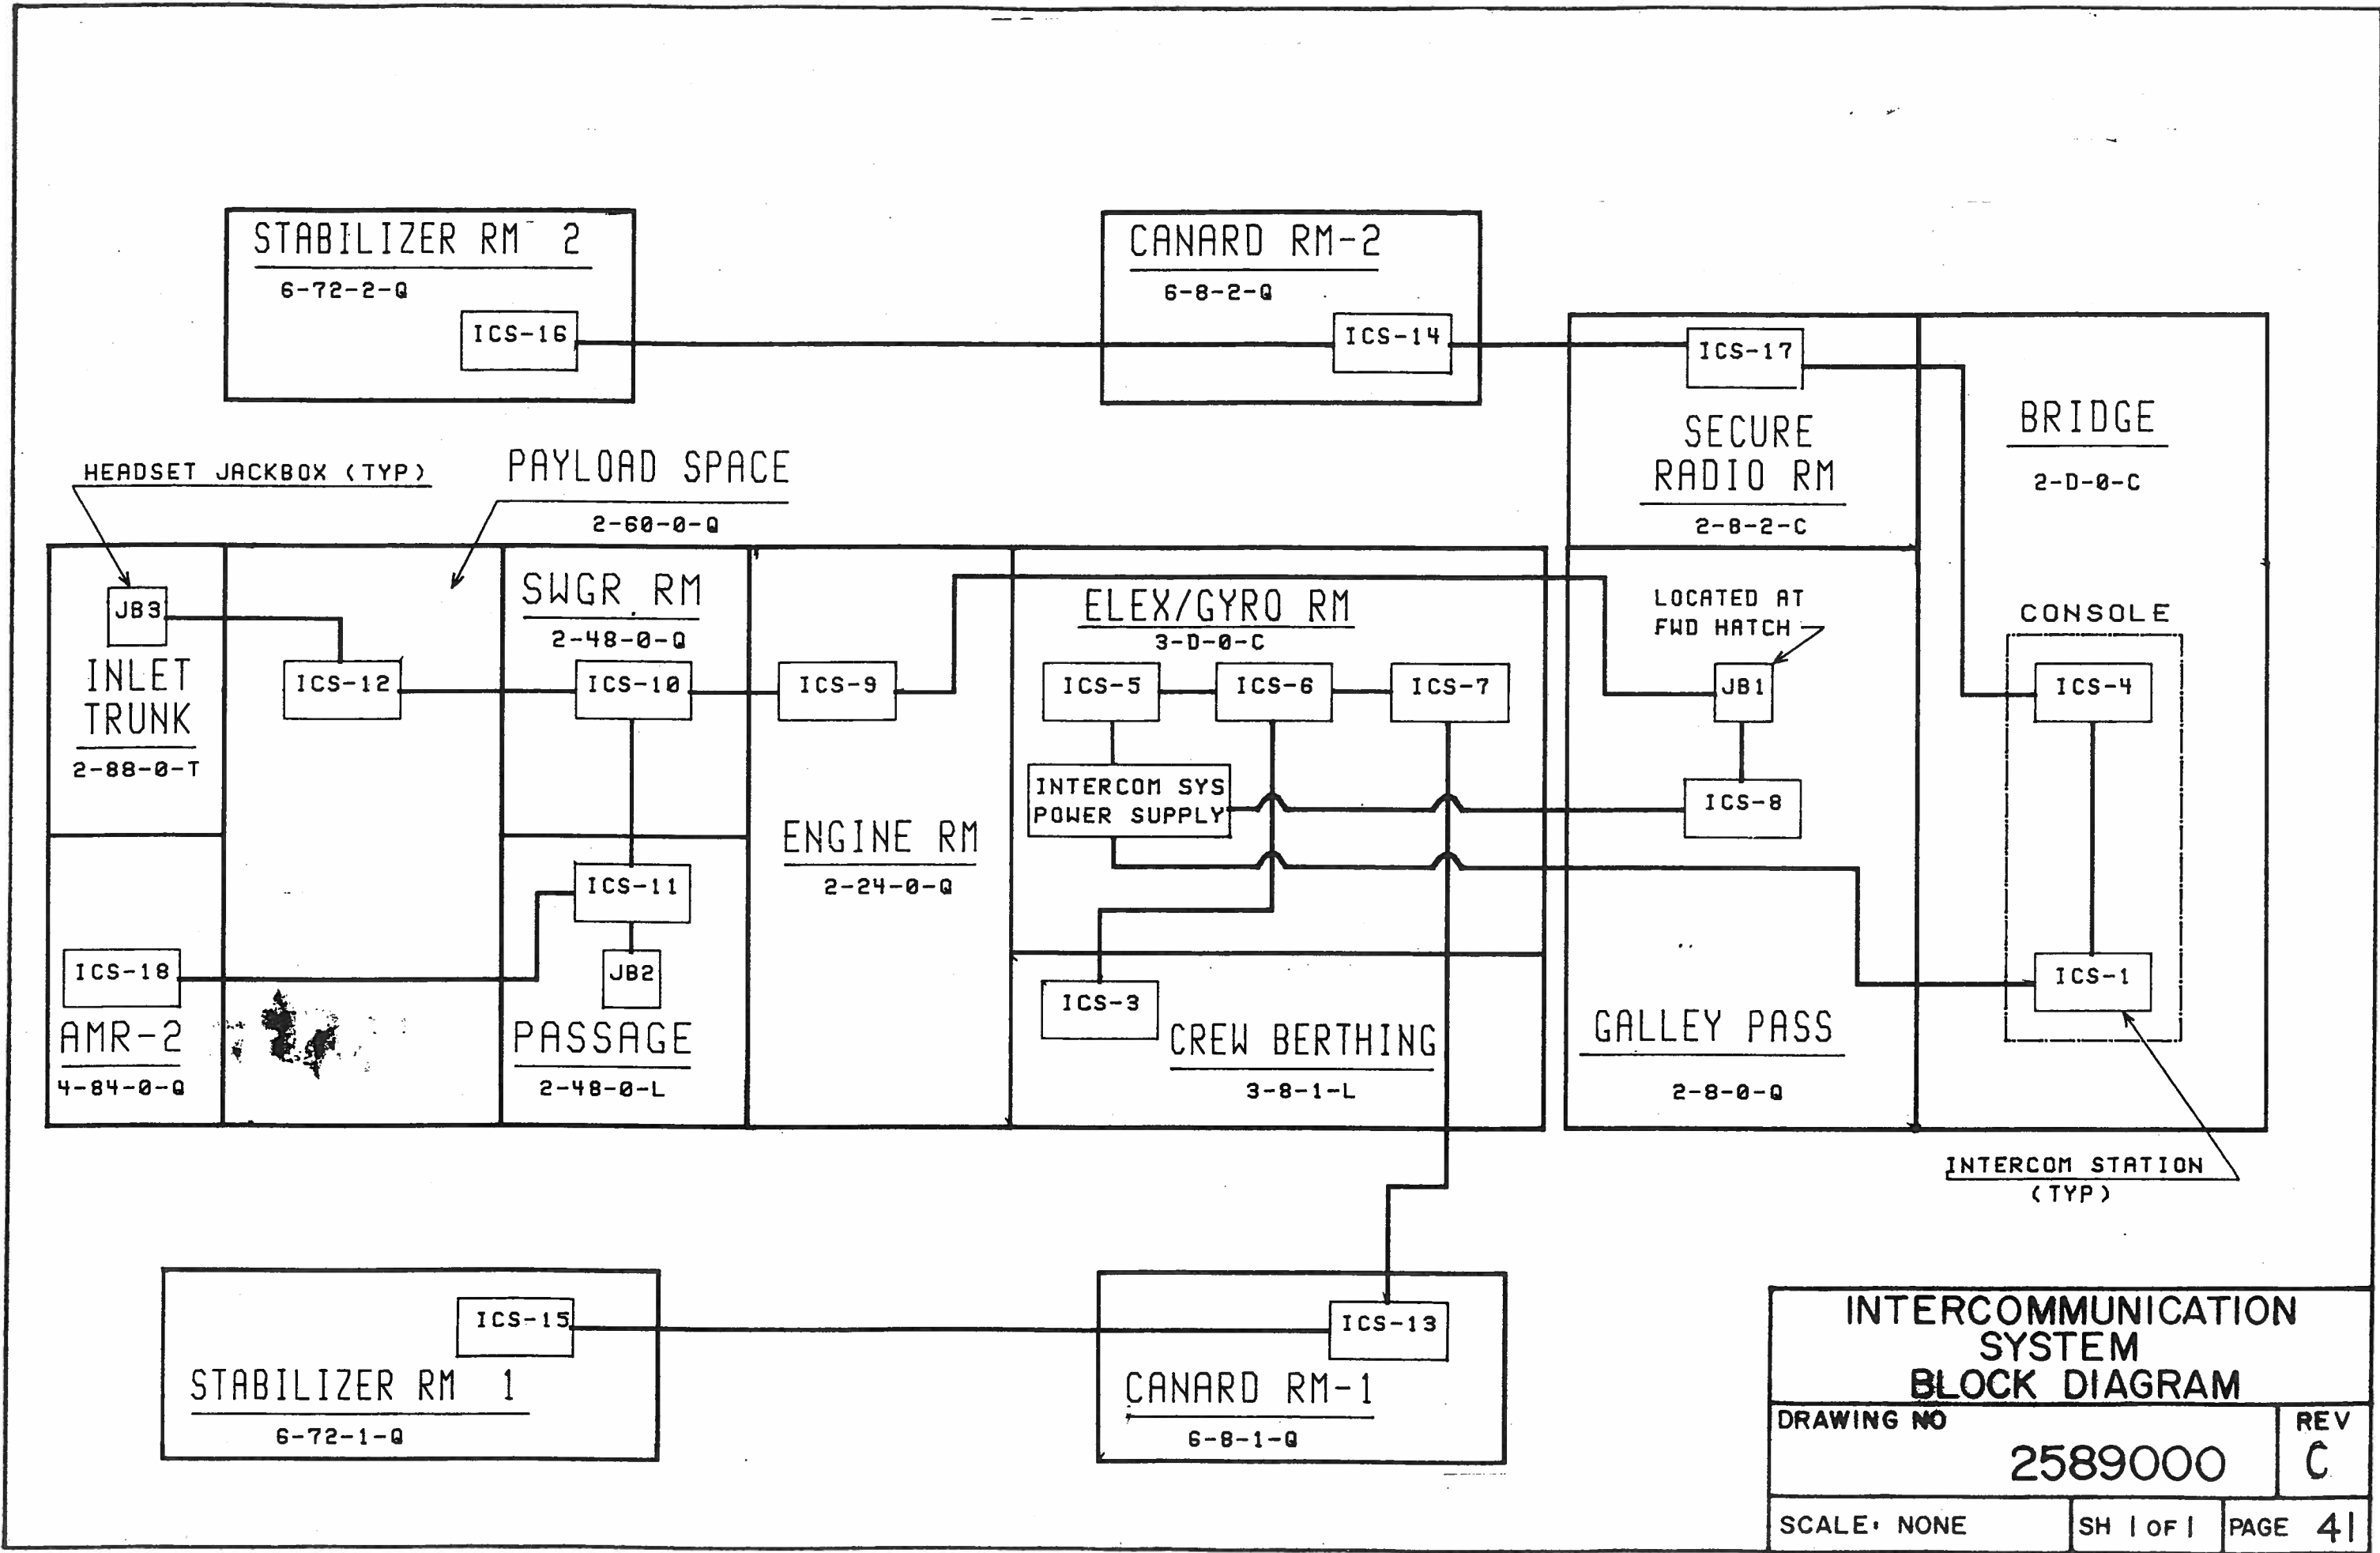 STABILIZER RM 2
6-72-2-Q
ICS-16
CANARD RM-2
6-8-2-Q
ICS-14
ICS-17
SECURE
RADIO RM
2-8-2-C
BRIDGE
2-D-0-C
HEADSET JACKBOX (TYP)
PAYLOAD SPACE
2-60-0-Q
JB3
INLET
TRUNK
2-88-0-T
ICS-12
SWGR. RM
2-48-0-Q
ICS-10
ICS-9
ENGINE RM
2-24-0-Q
ELEX/GYRO RM
3-D-0-C
ICS-5
ICS-6
ICS-7
INTERCOM SYS
POWER SUPPLY
LOCATED AT
FWD HATCH
JB1
ICS-8
CONSOLE
ICS-4
ICS-1
ICS-18
AMR-2
4-84-0-Q
ICS-11
JB2
PASSAGE
2-48-0-L
ICS-3
CREW BERTHING
3-8-1-L
GALLEY PASS
2-8-0-Q
INTERCOM STATION
(TYP)
ICS-15
STABILIZER RM 1
6-72-1-Q
ICS-13
CANARD RM-1
6-8-1-Q
INTERCOMMUNICATION
SYSTEM
BLOCK DIAGRAM
DRAWING NO
2589000
REV
C
SCALE: NONE
SH 1 OF 1
PAGE 41